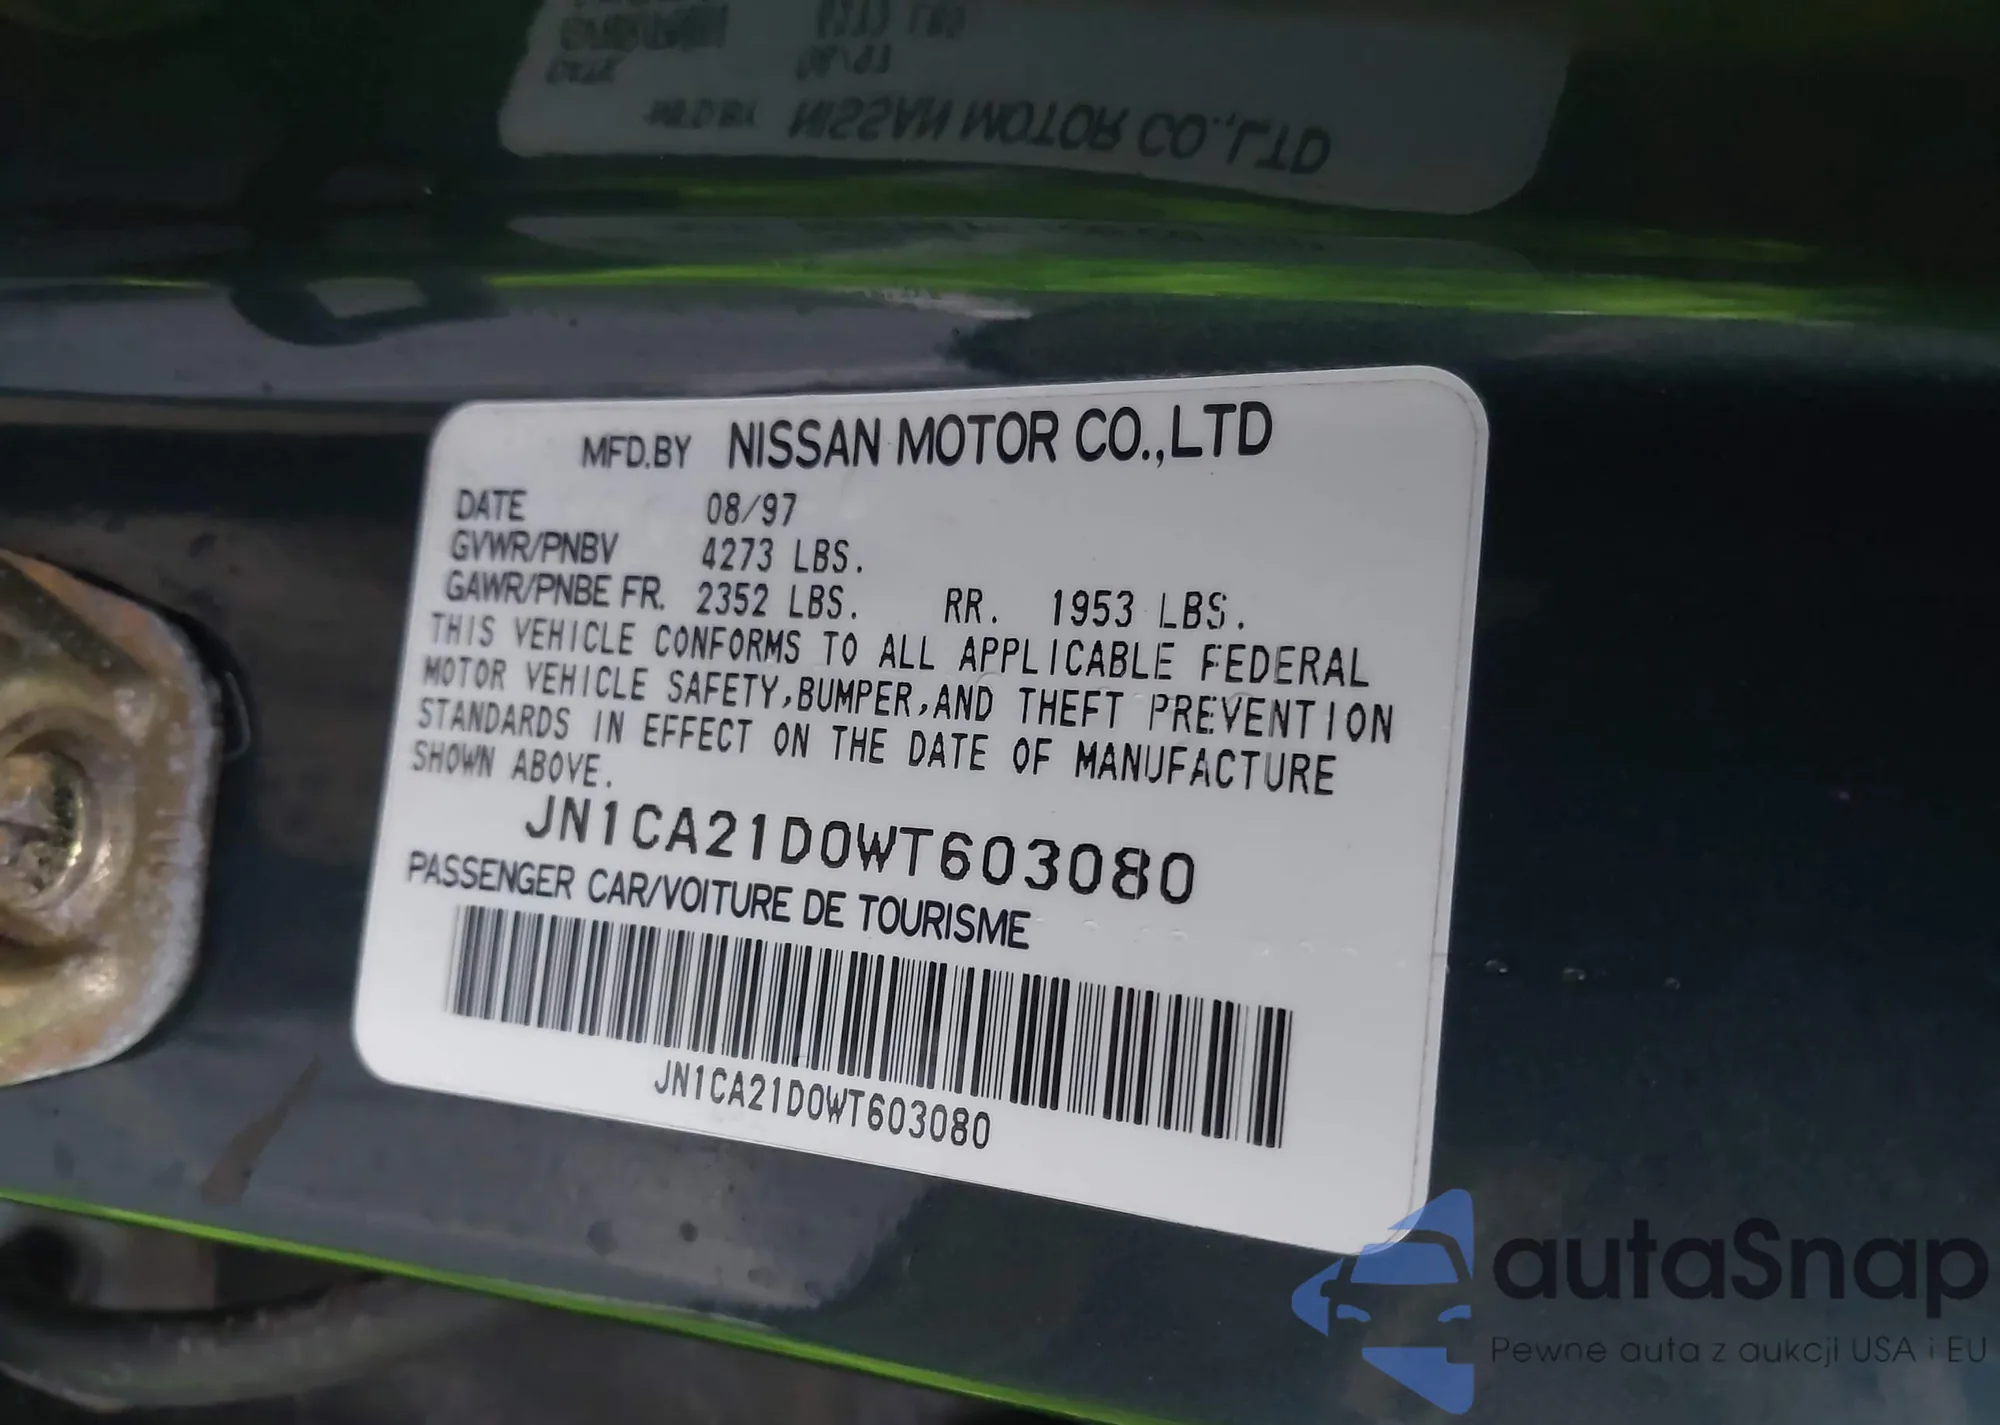 MFD.BY NISSAN MOTOR CO.,LTD
DATE 08/97
GVWR/PNBV 4273 LBS.
GAWR/PNBE FR. 2352 LBS. RR. 1953 LBS.
THIS VEHICLE CONFORMS TO ALL APPLICABLE FEDERAL
MOTOR VEHICLE SAFETY,BUMPER,AND THEFT PREVENTION
STANDARDS IN EFFECT ON THE DATE OF MANUFACTURE
SHOWN ABOVE.
JN1CA21D0WT603080
PASSENGER CAR/VOITURE DE TOURISME
JN1CA21D0WT603080
autaSnap
Pewne auta z aukcji USA i EU